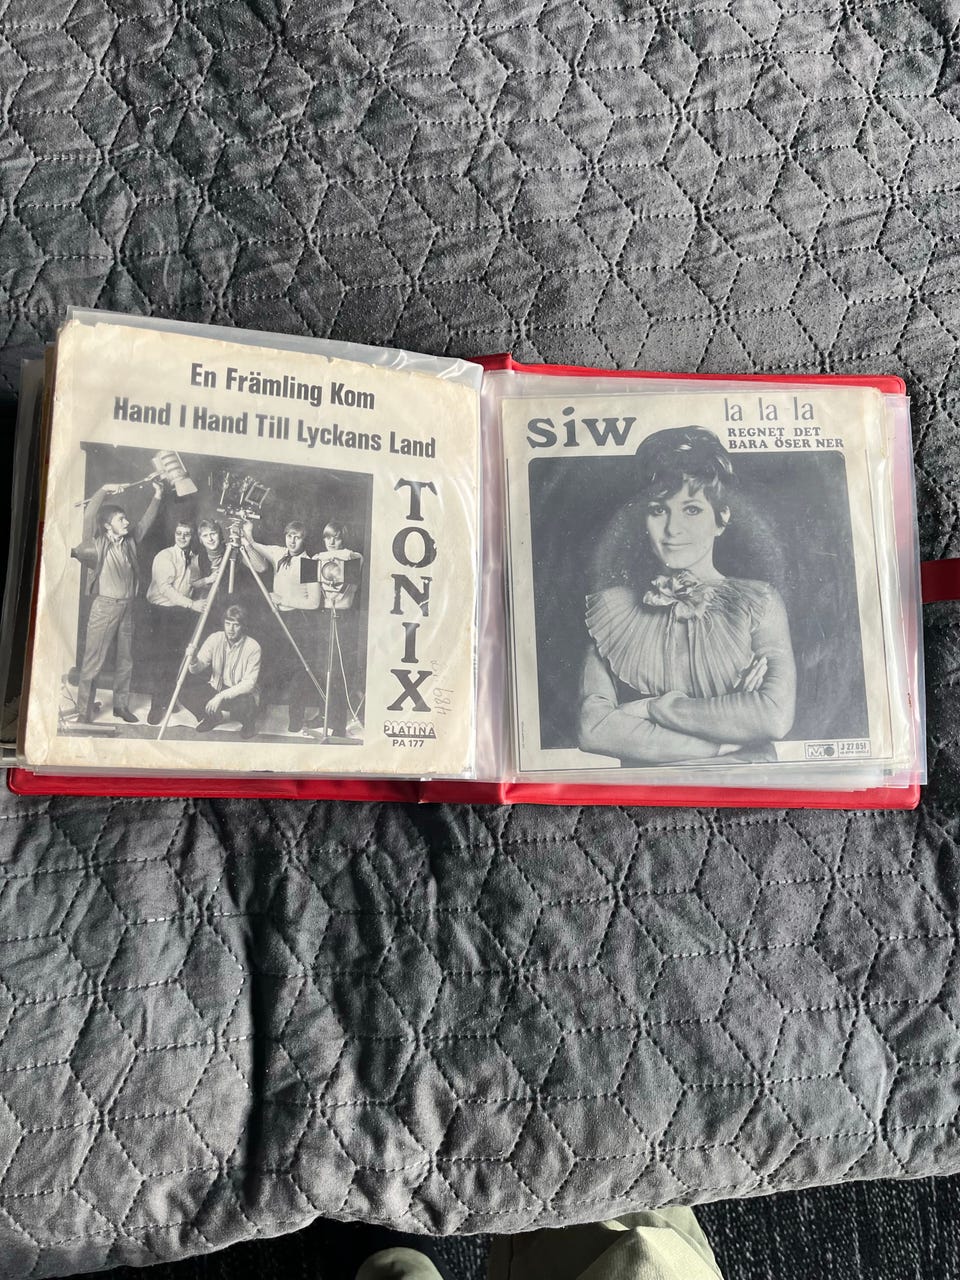 En Främling Kom
Hand I Hand Till Lyckans Land
TONIX
489
PLATINA
PA 177
siw
la la la
REGNET DET
BARA ÖSER NER
J 27.051